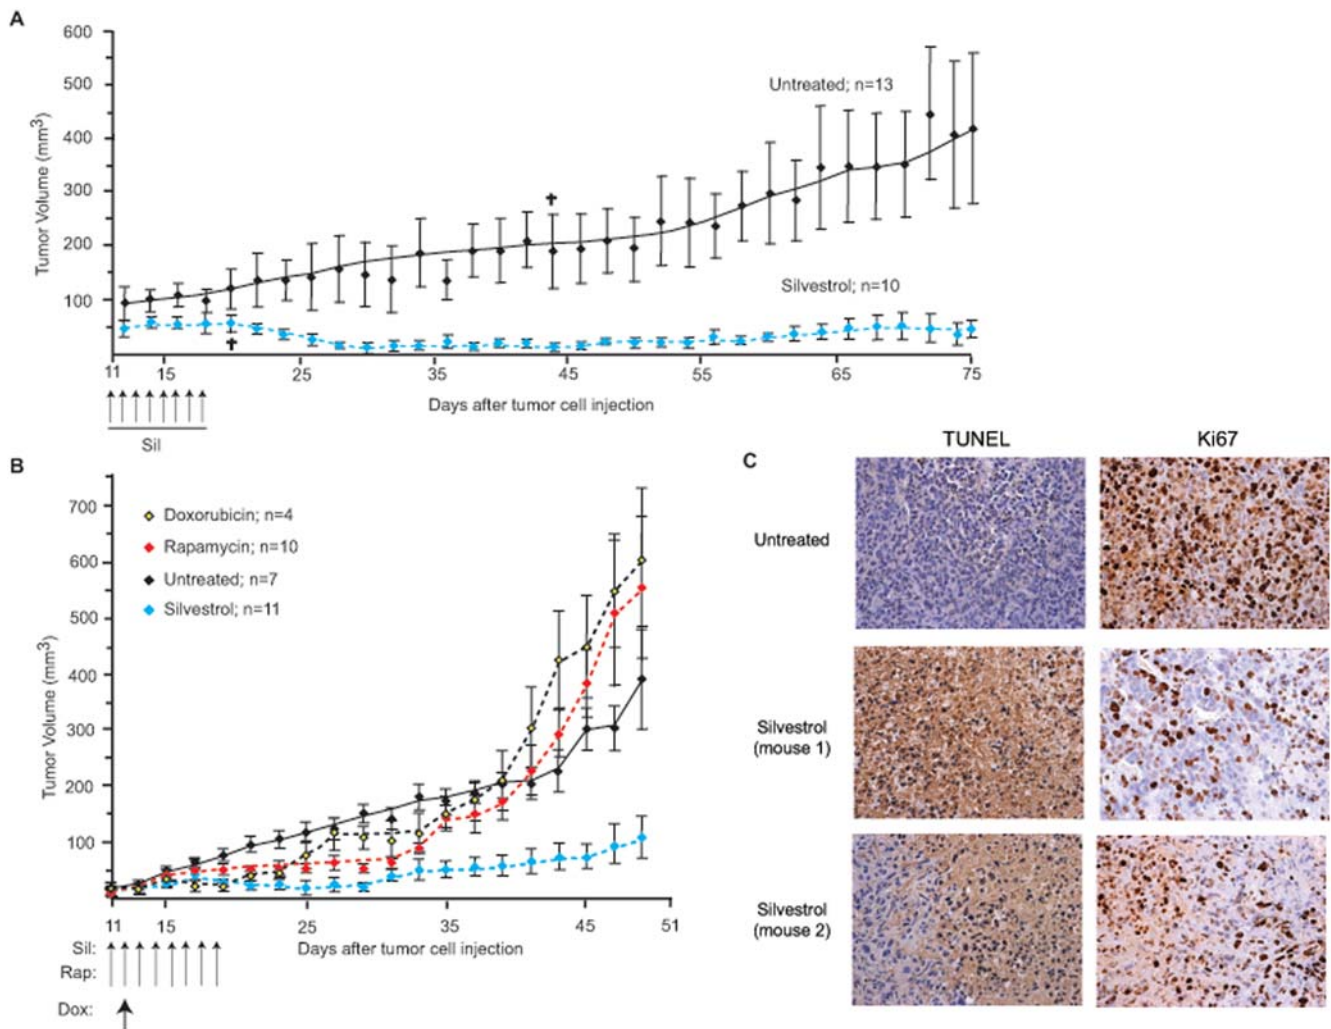 A
600
500
400
300
200
100
Tumor Volume (mm³)
Untreated; n=13
Silvestrol; n=10
✝
✝
11 15 25 35 45 55 65 75
Days after tumor cell injection
Sil
B
700
600
500
400
300
200
100
Tumor Volume (mm³)
Doxorubicin; n=4
Rapamycin; n=10
Untreated; n=7
Silvestrol; n=11
11 15 25 35 45 51
Days after tumor cell injection
Sil:
Rap:
Dox:
C
TUNEL Ki67
Untreated
Silvestrol
(mouse 1)
Silvestrol
(mouse 2)